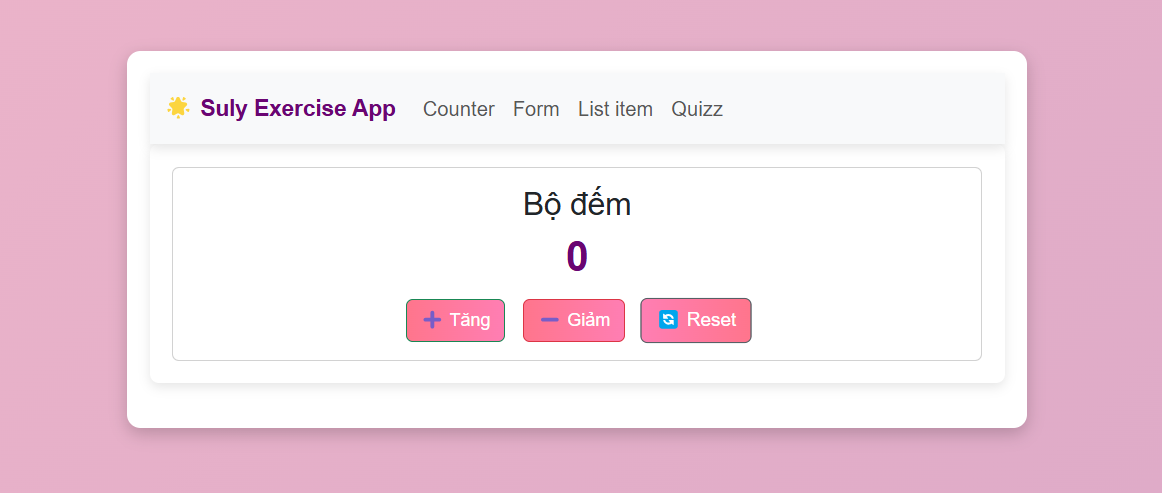 Suly Exercise App Counter Form List item Quizz
Bộ đếm
0
Tăng Giảm Reset